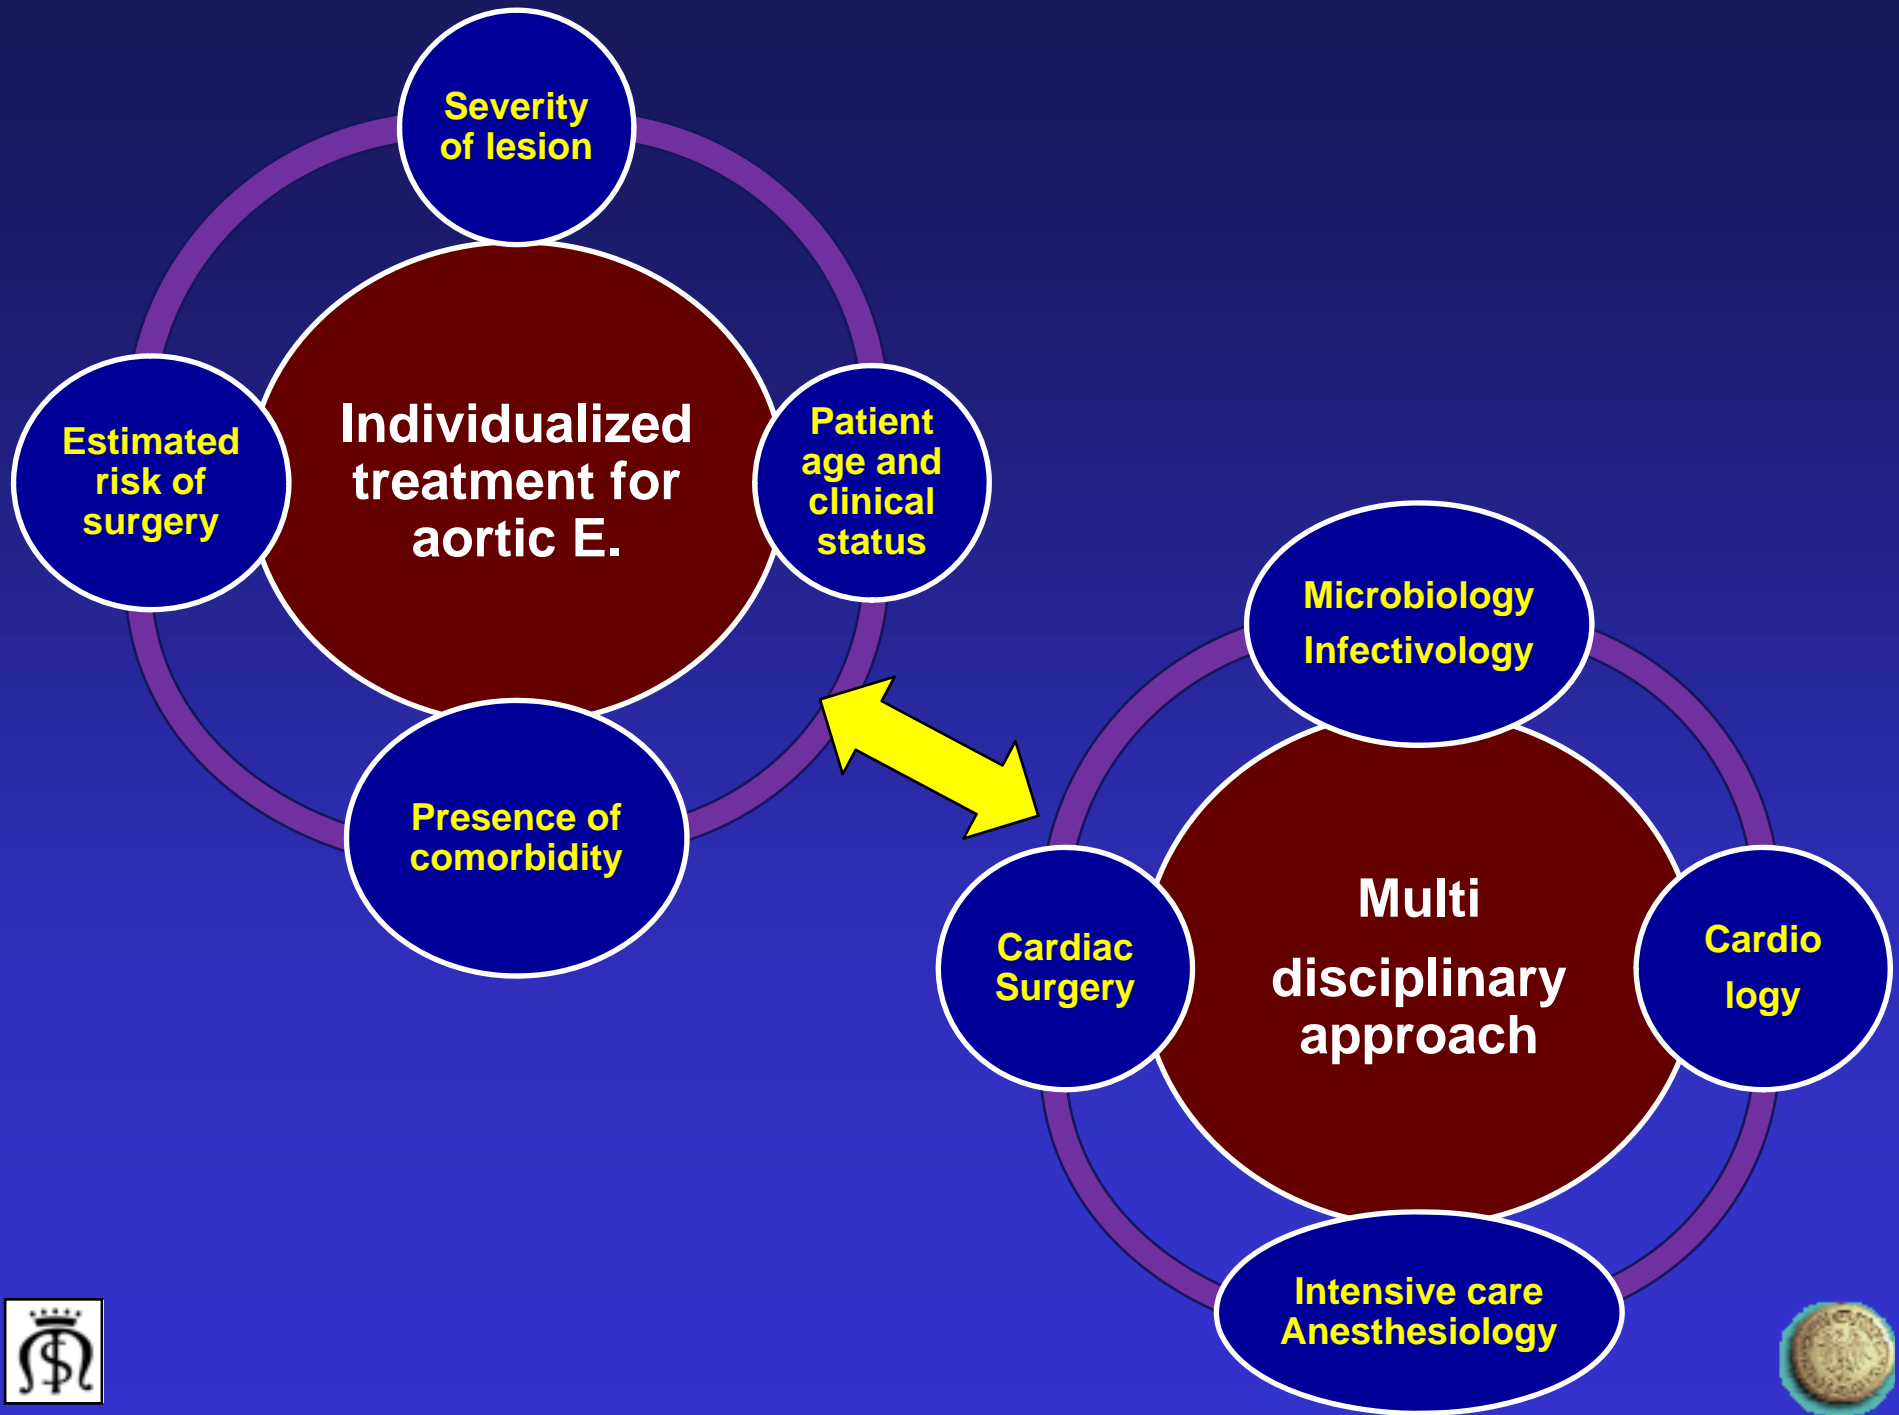 Severity
of lesion
Estimated
risk of
surgery
Individualized
treatment for
aortic E.
Patient
age and
clinical
status
Presence of
comorbidity
Microbiology
Infectivology
Cardiac
Surgery
Multi
disciplinary
approach
Cardio
logy
Intensive care
Anesthesiology